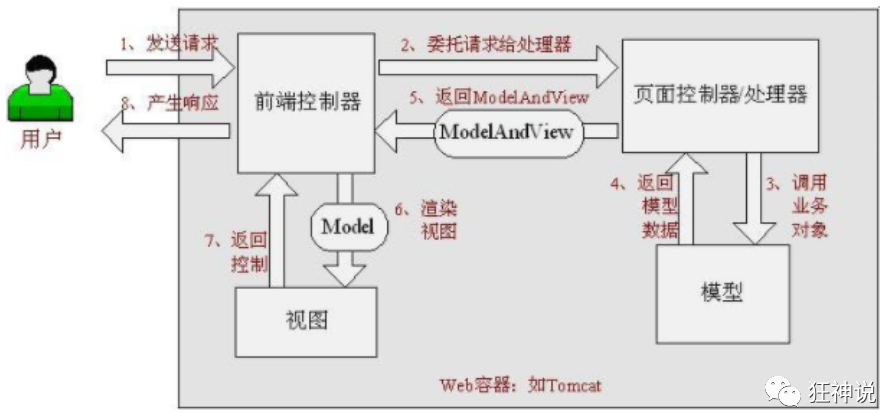 1、发送请求
2、委托请求给处理器
用户
8、产生响应
前端控制器
5、返回ModelAndView
ModelAndView
页面控制器/处理器
4、返回
模型
数据
3、调用
业务
对象
Model
6、渲染
视图
7、返回
控制
视图
模型
Web容器：如Tomcat
狂神说